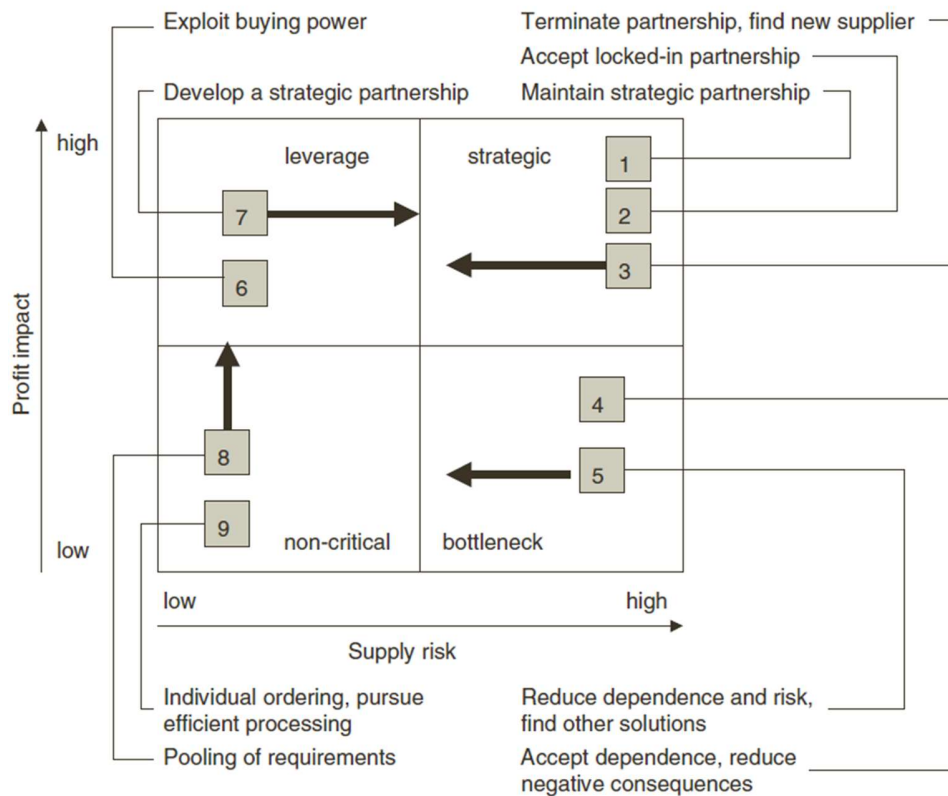 Exploit buying power
Terminate partnership, find new supplier
Accept locked-in partnership
Develop a strategic partnership
Maintain strategic partnership
high
leverage
strategic
1
7
2
6
3
Profit impact
4
8
5
9
low
non-critical
bottleneck
low
high
Supply risk
Individual ordering, pursue
efficient processing
Reduce dependence and risk,
find other solutions
Pooling of requirements
Accept dependence, reduce
negative consequences